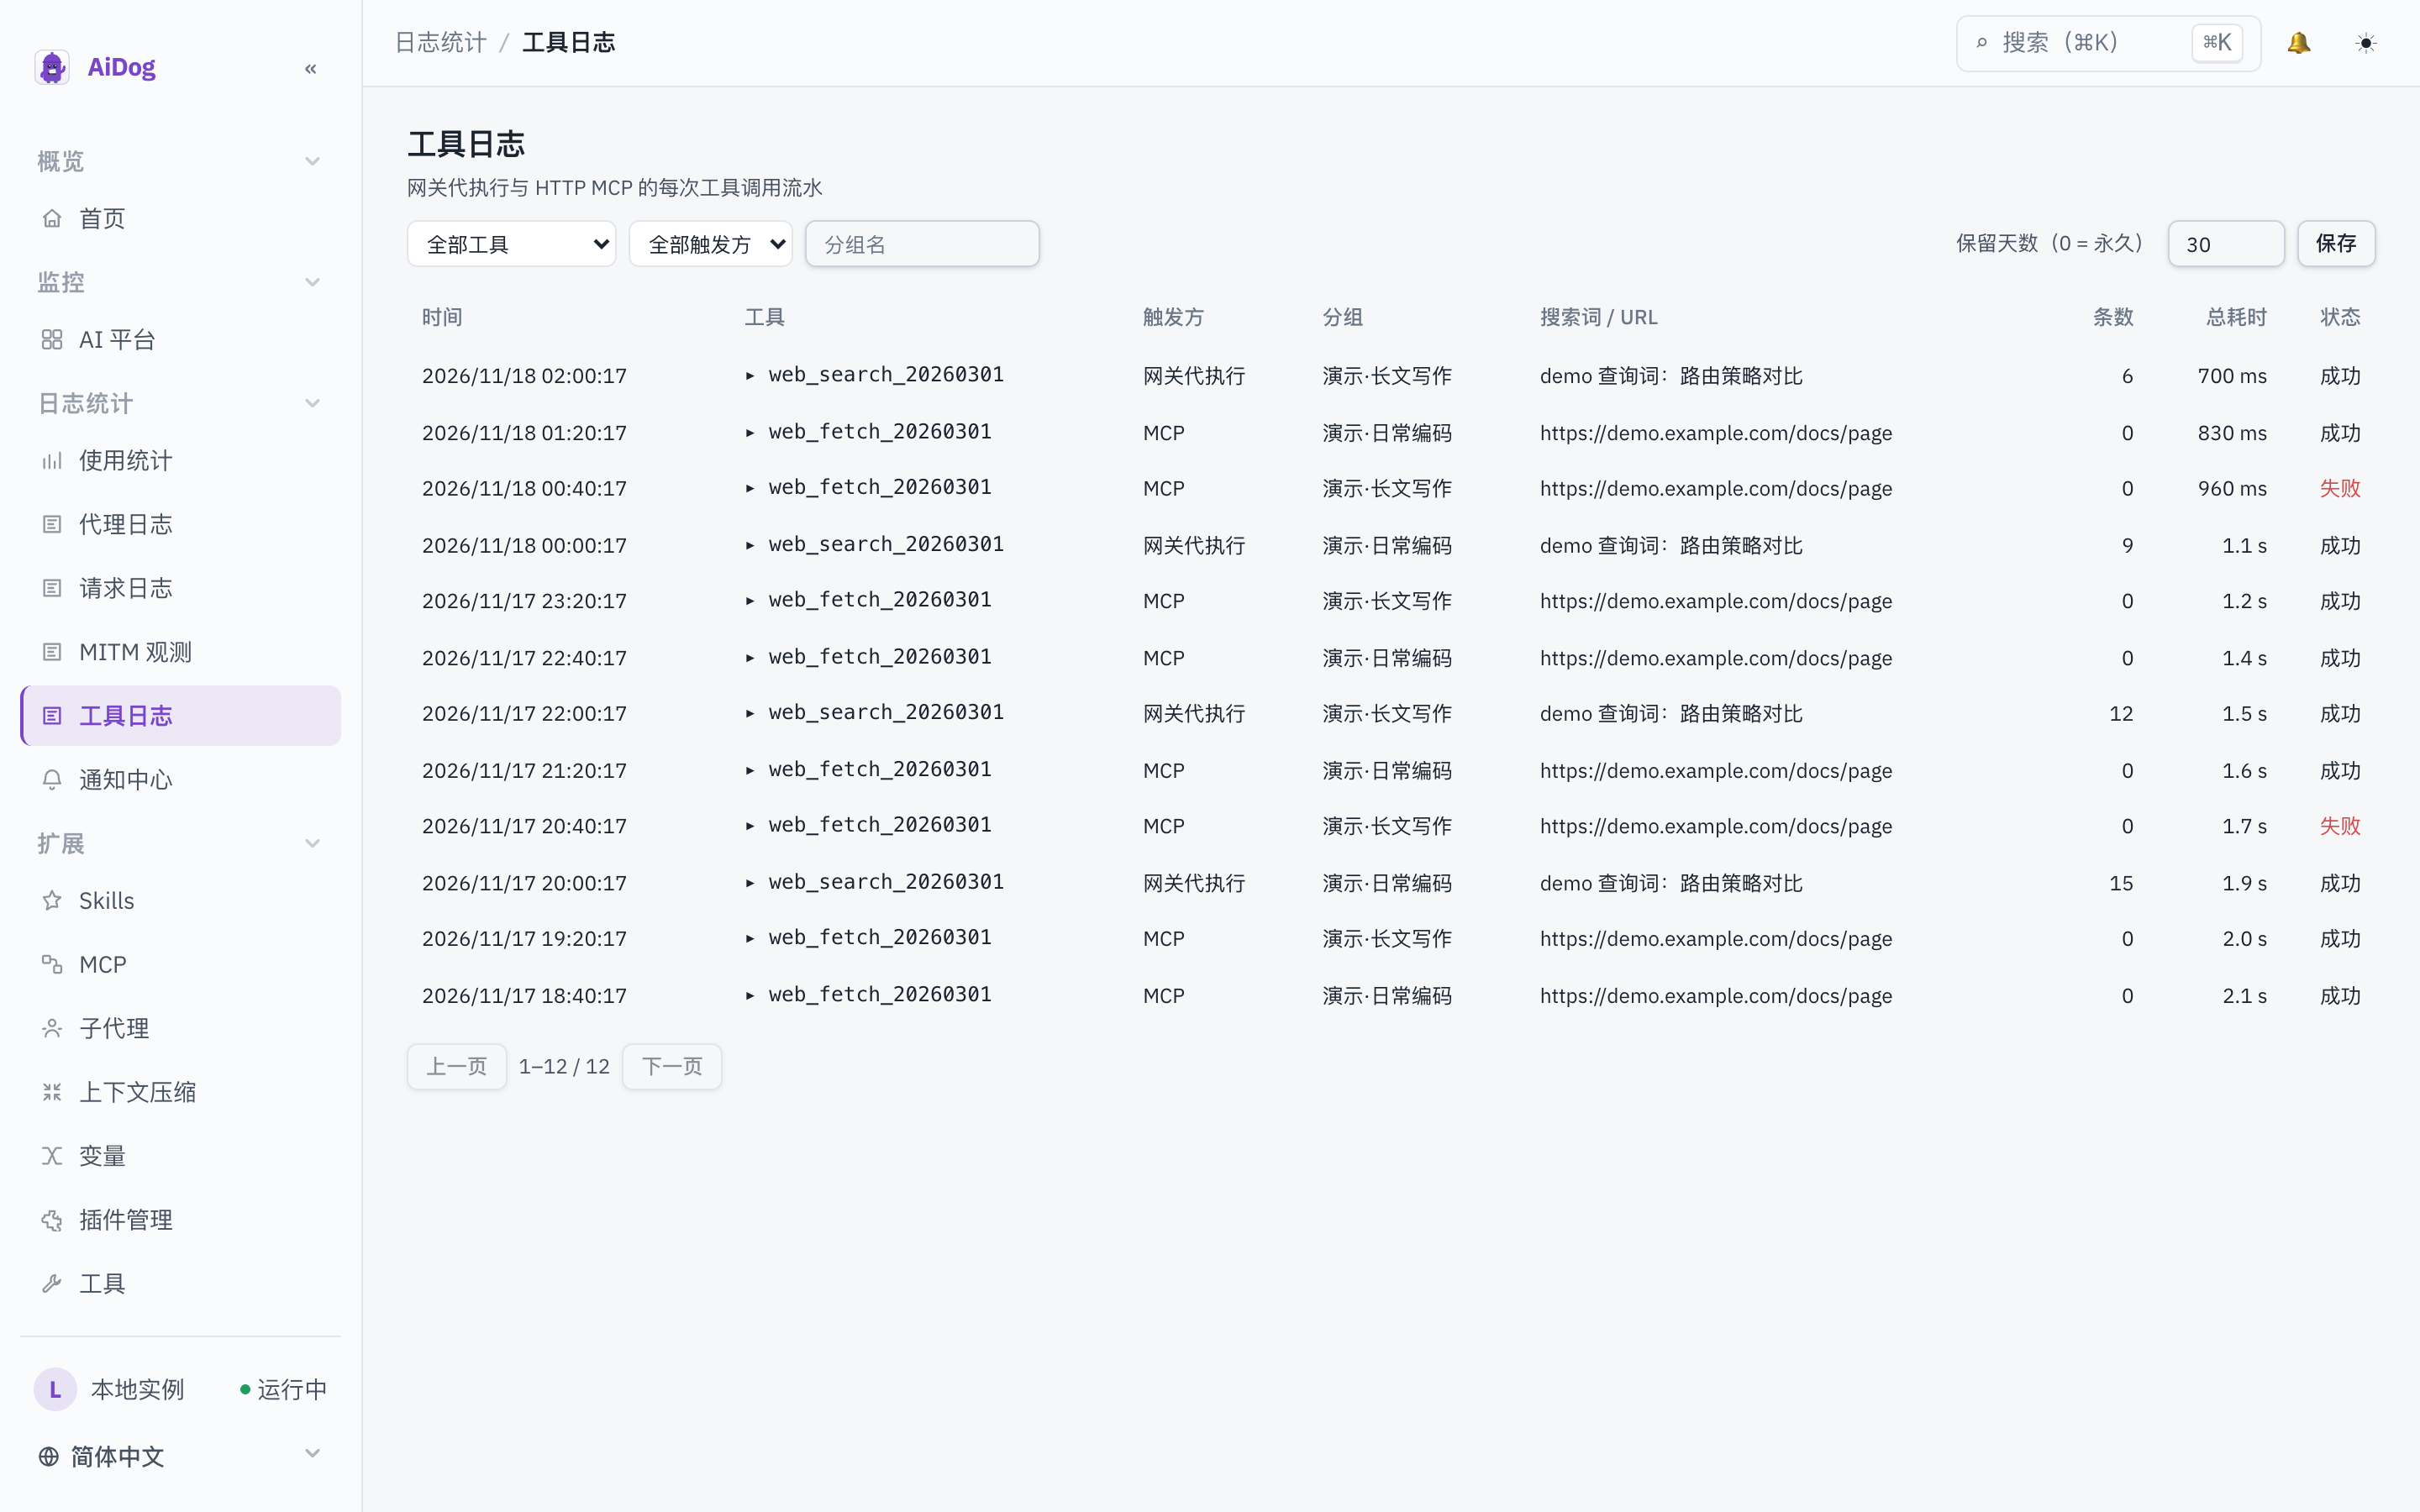 AiDog «
概览
首页
监控
AI 平台
日志统计
使用统计
代理日志
请求日志
MITM 观测
工具日志
通知中心
扩展
Skills
MCP
子代理
上下文压缩
变量
插件管理
工具
L 本地实例 运行中
简体中文
日志统计 / 工具日志 搜索（⌘K） ⌘K
工具日志
网关代执行与 HTTP MCP 的每次工具调用流水
全部工具 全部触发方 分组名 保留天数（0 = 永久） 30 保存
时间 工具 触发方 分组 搜索词 / URL 条数 总耗时 状态
2026/11/18 02:00:17 ▸ web_search_20260301 网关代执行 演示·长文写作 demo 查询词：路由策略对比 6 700 ms 成功
2026/11/18 01:20:17 ▸ web_fetch_20260301 MCP 演示·日常编码 https://demo.example.com/docs/page 0 830 ms 成功
2026/11/18 00:40:17 ▸ web_fetch_20260301 MCP 演示·长文写作 https://demo.example.com/docs/page 0 960 ms 失败
2026/11/18 00:00:17 ▸ web_search_20260301 网关代执行 演示·日常编码 demo 查询词：路由策略对比 9 1.1 s 成功
2026/11/17 23:20:17 ▸ web_fetch_20260301 MCP 演示·长文写作 https://demo.example.com/docs/page 0 1.2 s 成功
2026/11/17 22:40:17 ▸ web_fetch_20260301 MCP 演示·日常编码 https://demo.example.com/docs/page 0 1.4 s 成功
2026/11/17 22:00:17 ▸ web_search_20260301 网关代执行 演示·长文写作 demo 查询词：路由策略对比 12 1.5 s 成功
2026/11/17 21:20:17 ▸ web_fetch_20260301 MCP 演示·日常编码 https://demo.example.com/docs/page 0 1.6 s 成功
2026/11/17 20:40:17 ▸ web_fetch_20260301 MCP 演示·长文写作 https://demo.example.com/docs/page 0 1.7 s 失败
2026/11/17 20:00:17 ▸ web_search_20260301 网关代执行 演示·日常编码 demo 查询词：路由策略对比 15 1.9 s 成功
2026/11/17 19:20:17 ▸ web_fetch_20260301 MCP 演示·长文写作 https://demo.example.com/docs/page 0 2.0 s 成功
2026/11/17 18:40:17 ▸ web_fetch_20260301 MCP 演示·日常编码 https://demo.example.com/docs/page 0 2.1 s 成功
上一页 1–12 / 12 下一页